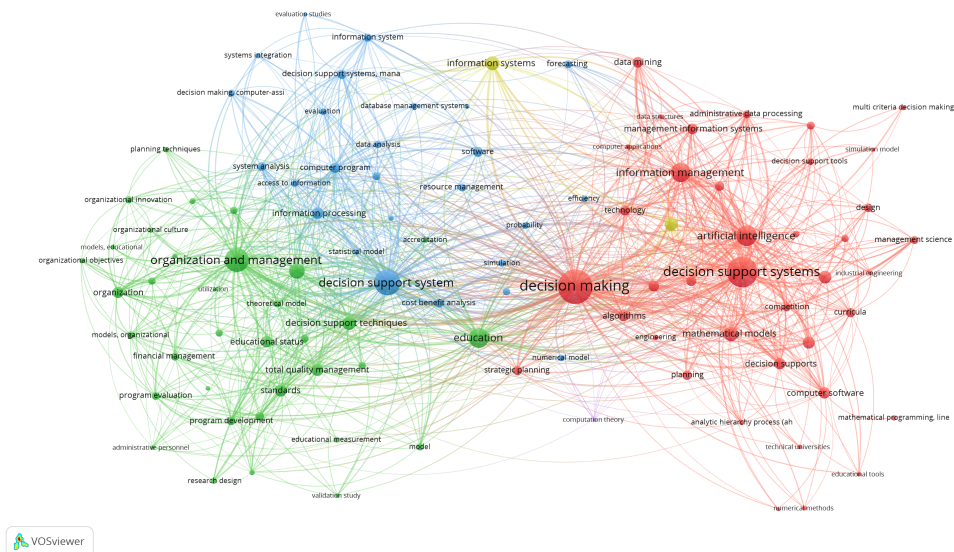 evaluation studies
information system
systems integration
decision support systems, mana
information systems
forecasting
data mining
decision making, computer-assi
evaluation
database management systems
multi criteria decision making
administrative data processing
data structures
management information systems
planning techniques
data analysis
software
computer applications
simulation model
system analysis
computer program
decision support tools
access to information
resource management
information management
organizational innovation
efficiency
information processing
technology
design
organizational culture
probability
accreditation
artificial intelligence
management science
models, educational
statistical model
organizational objectives
organization and management
simulation
decision support systems
industrial engineering
decision support system
decision making
organization
utilization
theoretical model
cost benefit analysis
competition
curricula
algorithms
decision support techniques
models, organizational
educational status
education
engineering
mathematical models
financial management
numerical model
total quality management
strategic planning
decision supports
planning
program evaluation
standards
computer software
program development
computation theory
analytic hierarchy process (ah
mathematical programming, line
educational measurement
administrative personnel
model
technical universities
research design
educational tools
validation study
numerical methods
VOSviewer